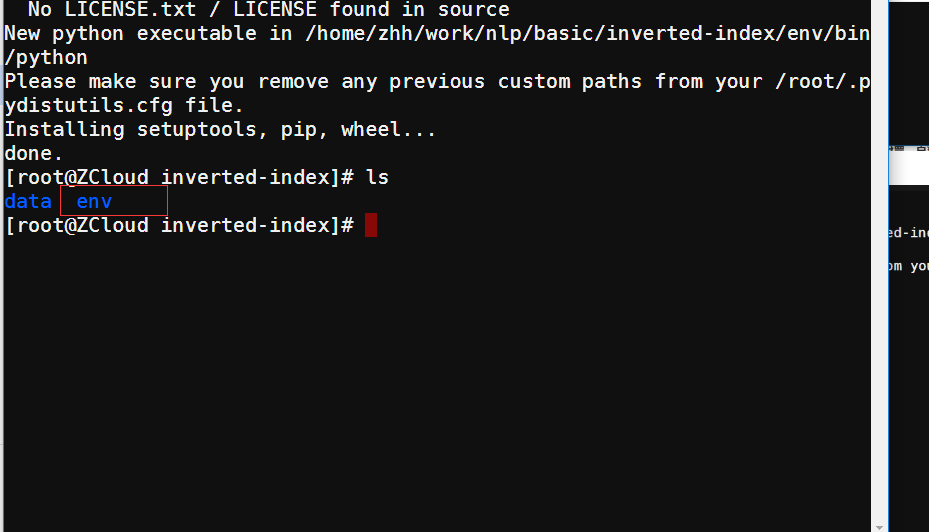 No LICENSE.txt / LICENSE found in source
New python executable in /home/zhh/work/nlp/basic/inverted-index/env/bin
/python
Please make sure you remove any previous custom paths from your /root/.p
ydistutils.cfg file.
Installing setuptools, pip, wheel...
done.
[root@ZCloud inverted-index]# ls
data env
[root@ZCloud inverted-index]#
ed-ind
om you